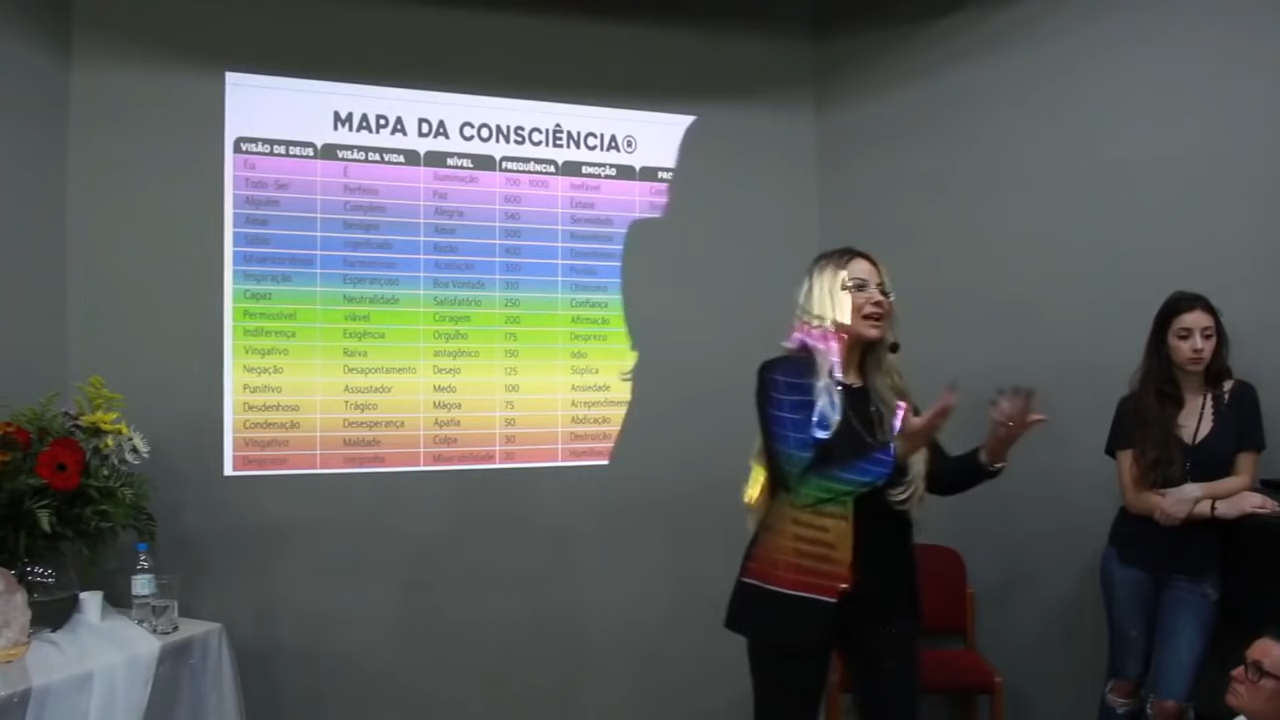 MAPA DA CONSCIÊNCIA®
VISÃO DE DEUS VISÃO DA VIDA NÍVEL FREQUÊNCIA EMOÇÃO
Eu É Iluminação 700 - 1000 Inefável
Todo Ser Perfeito Paz 600 Êxtase
Alguém Completo Alegria 540 Serenidade
Amar benigno Amor 500
Sábio significado Razão 400
Misericordioso harmonioso Aceitação 350 Perdão
Inspiração Esperançoso Boa Vontade 310 Otimismo
Capaz Neutralidade Satisfatório 250 Confiança
Permissível viável Coragem 200 Afirmação
Indiferença Exigência Orgulho 175 Desprezo
Vingativo Raiva antagônico 150 ódio
Negação Desapontamento Desejo 125 Súplica
Punitivo Assustador Medo 100 Ansiedade
Desdenhoso Trágico Mágoa 75 Arrependimen
Condenação Desesperança Apatia 50 Abdicação
Vingativo Maldade Culpa 30 Destruição
Desprezo vergonha Miserabilidade 20